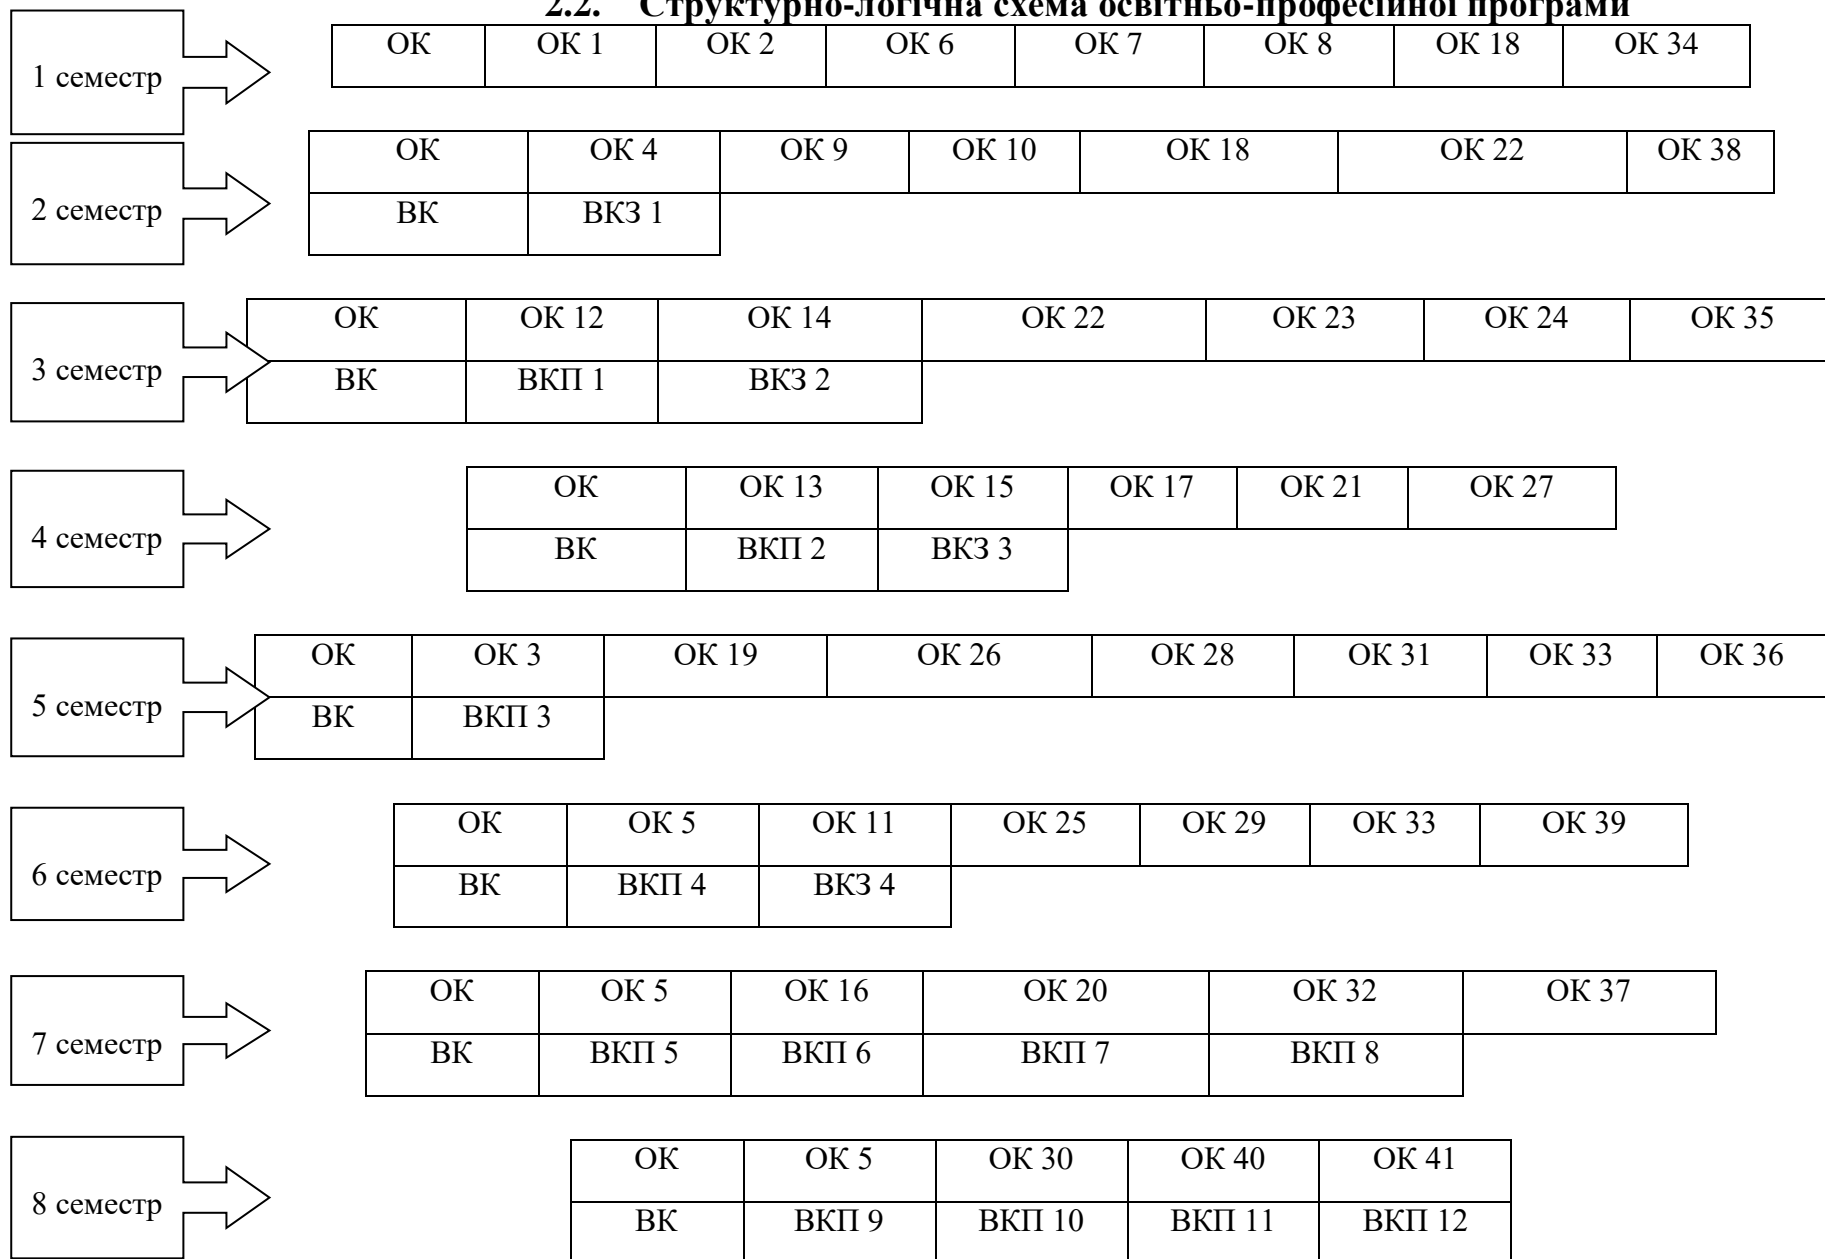 2.2. Структурно-логічна схема освітньо-професійної програми
1 семестр
ОК ОК 1 ОК 2 ОК 6 ОК 7 ОК 8 ОК 18 ОК 34
2 семестр
ОК ОК 4 ОК 9 ОК 10 ОК 18 ОК 22 ОК 38
ВК ВКЗ 1
3 семестр
ОК ОК 12 ОК 14 ОК 22 ОК 23 ОК 24 ОК 35
ВК ВКП 1 ВКЗ 2
4 семестр
ОК ОК 13 ОК 15 ОК 17 ОК 21 ОК 27
ВК ВКП 2 ВКЗ 3
5 семестр
ОК ОК 3 ОК 19 ОК 26 ОК 28 ОК 31 ОК 33 ОК 36
ВК ВКП 3
6 семестр
ОК ОК 5 ОК 11 ОК 25 ОК 29 ОК 33 ОК 39
ВК ВКП 4 ВКЗ 4
7 семестр
ОК ОК 5 ОК 16 ОК 20 ОК 32 ОК 37
ВК ВКП 5 ВКП 6 ВКП 7 ВКП 8
8 семестр
ОК ОК 5 ОК 30 ОК 40 ОК 41
ВК ВКП 9 ВКП 10 ВКП 11 ВКП 12